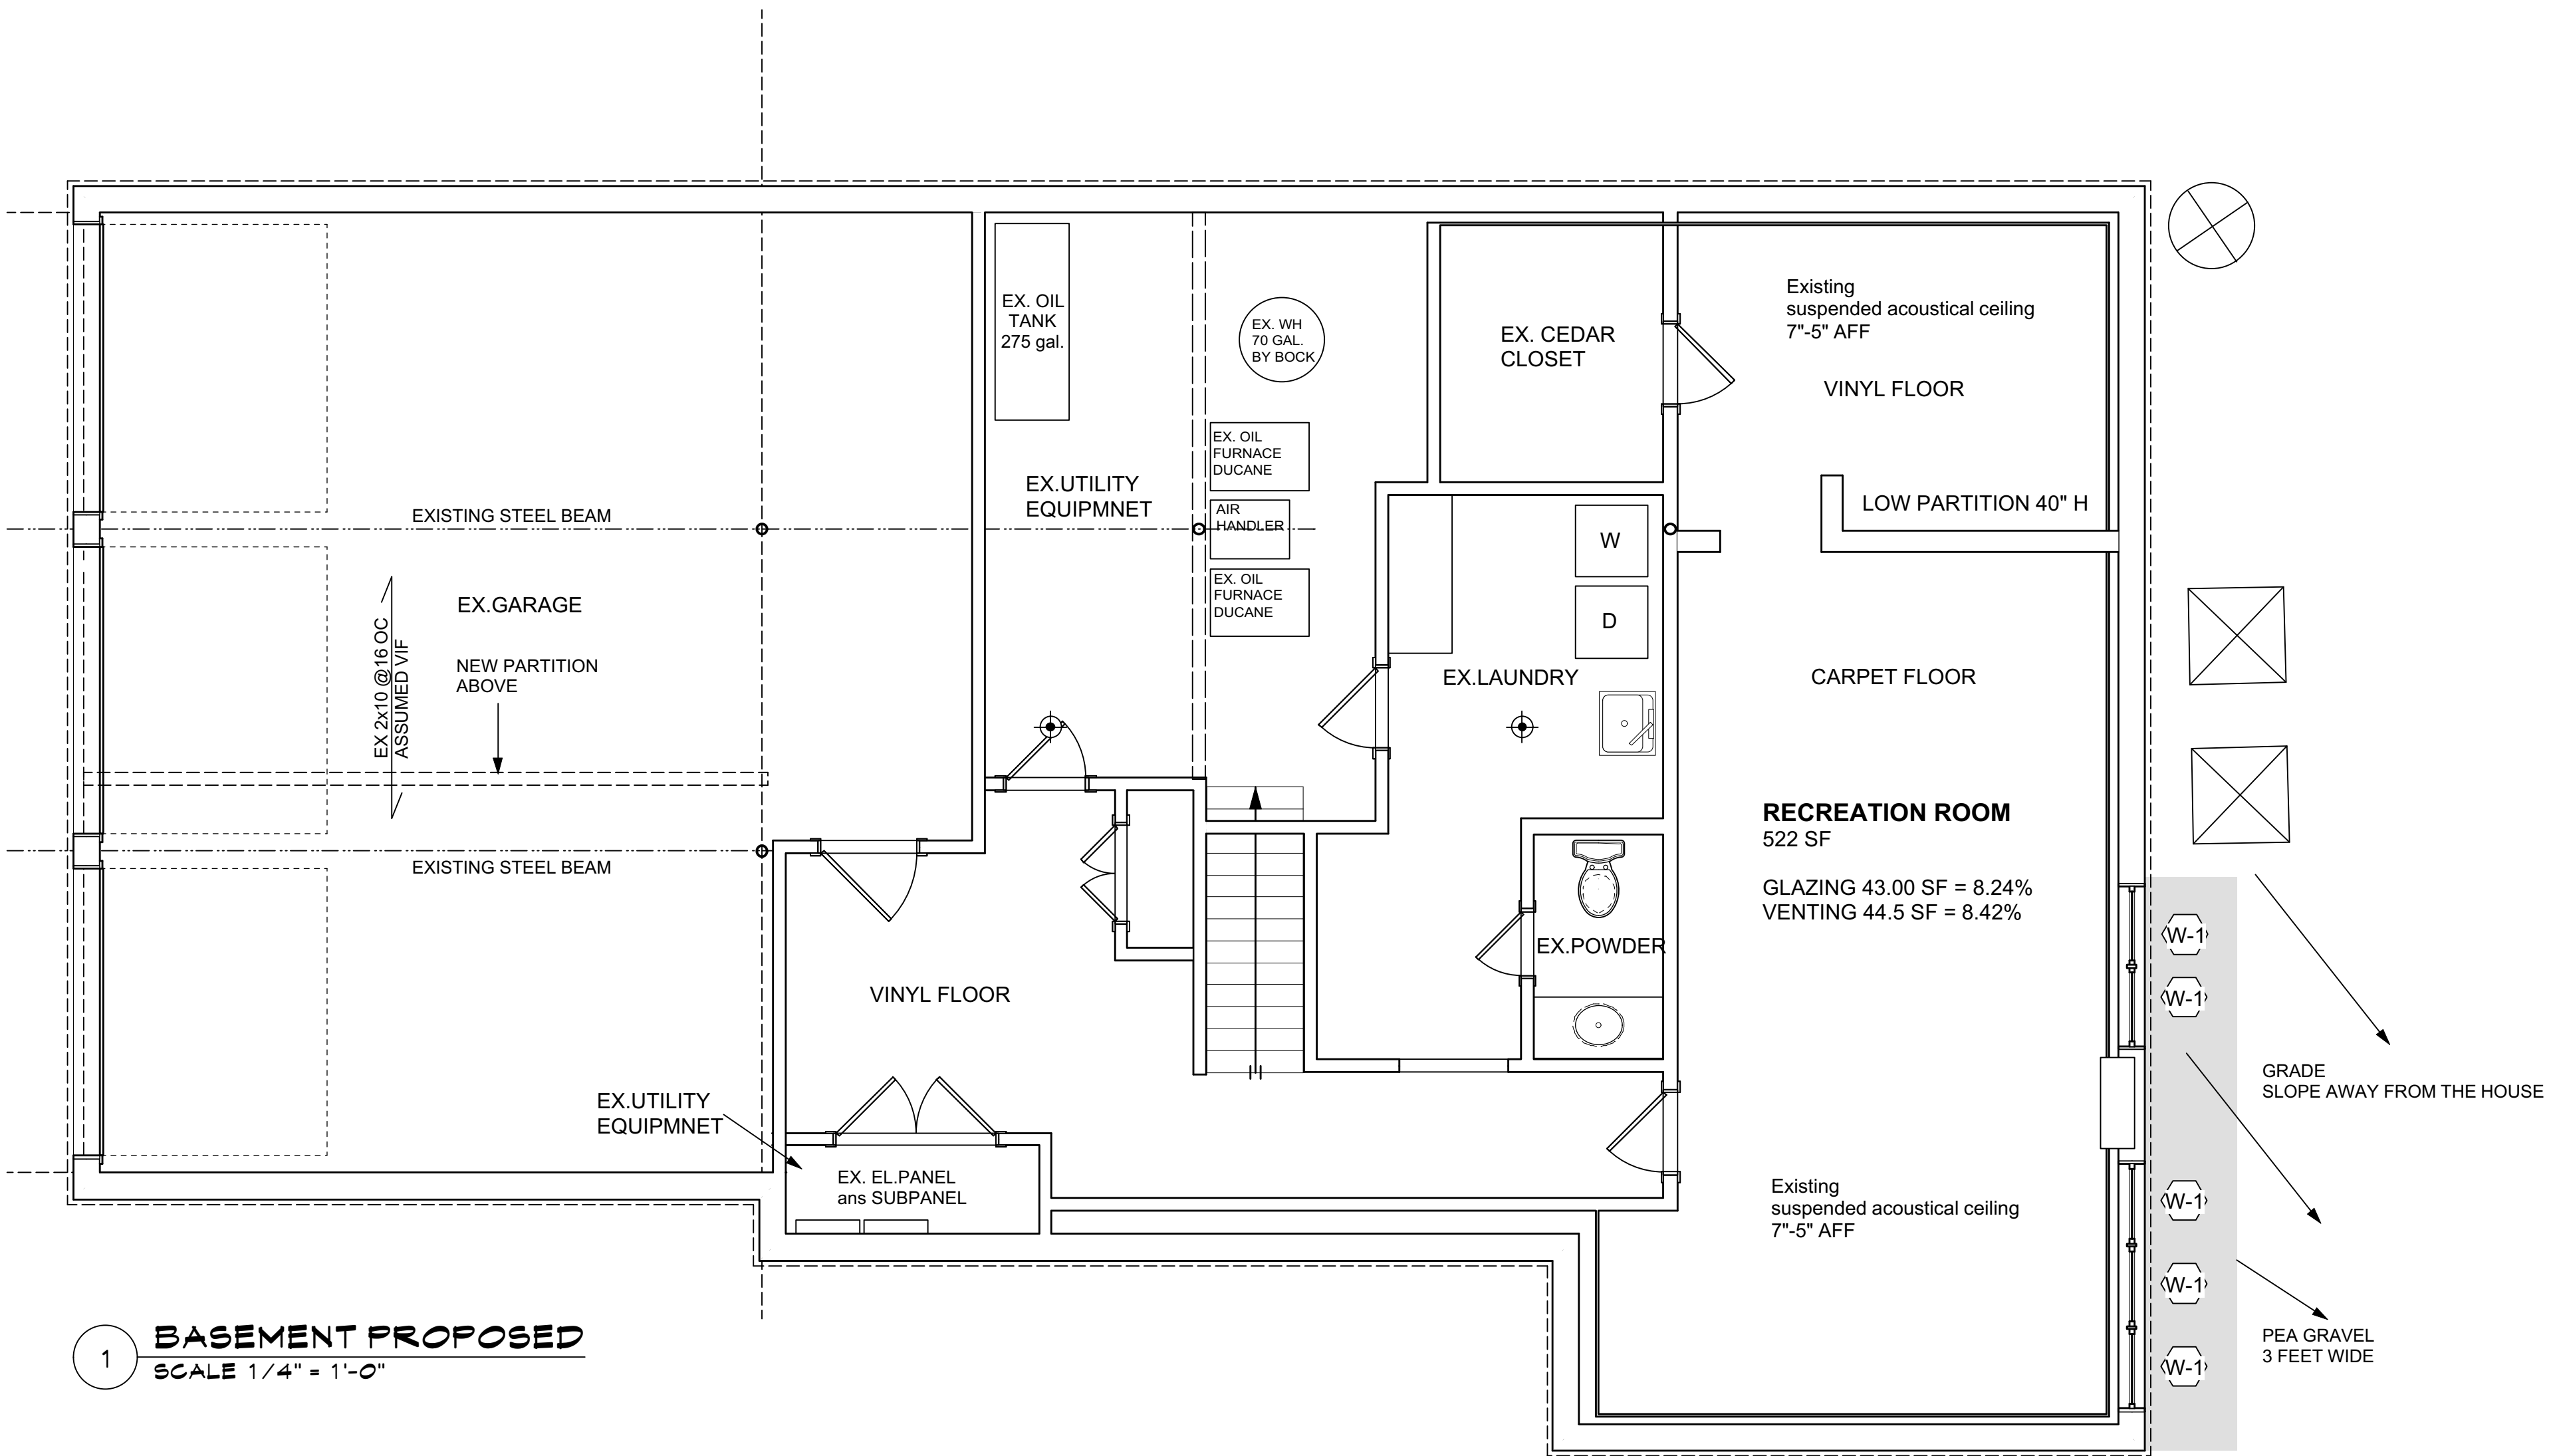 EX. OIL
TANK
275 gal.
EX. WH
70 GAL.
BY BOCK
EX. CEDAR
CLOSET
Existing
suspended acoustical ceiling
7"-5" AFF
VINYL FLOOR
EX. OIL
FURNACE
DUCANE
EX.UTILITY
EQUIPMNET
AIR
HANDLER
LOW PARTITION 40" H
EXISTING STEEL BEAM
W
EX. OIL
FURNACE
DUCANE
D
EX.GARAGE
EX 2x10 @16 OC
ASSUMED VIF
NEW PARTITION
ABOVE
EX.LAUNDRY
CARPET FLOOR
RECREATION ROOM
522 SF
GLAZING 43.00 SF = 8.24%
VENTING 44.5 SF = 8.42%
EXISTING STEEL BEAM
EX.POWDER
W-1
W-1
VINYL FLOOR
GRADE
SLOPE AWAY FROM THE HOUSE
EX.UTILITY
EQUIPMNET
EX. EL.PANEL
ans SUBPANEL
Existing
suspended acoustical ceiling
7"-5" AFF
W-1
W-1
W-1
PEA GRAVEL
3 FEET WIDE
1
BASEMENT PROPOSED
SCALE 1/4" = 1'-0"